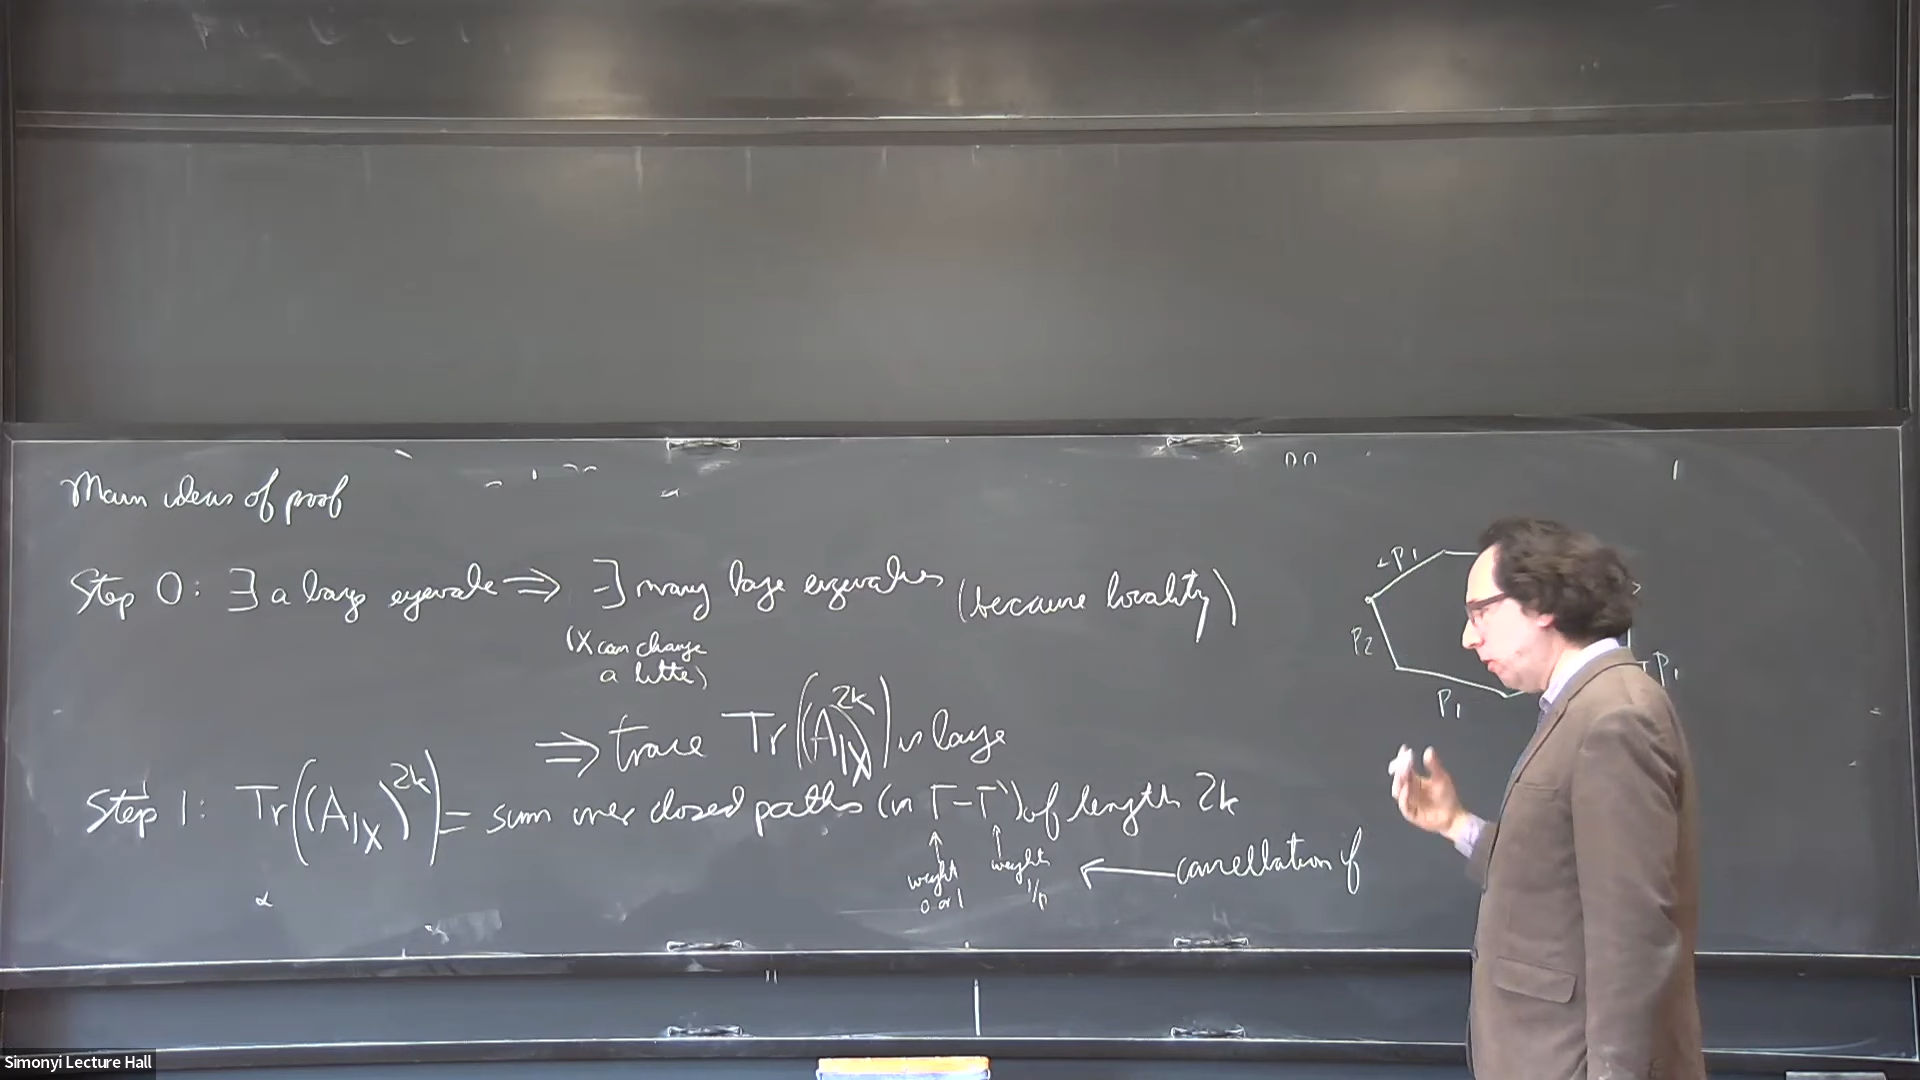 Main ideas of proof
Step 0: ∃ a large eigenvalue ⇒ ∃ many large eigenvalues (because locality)
(X can change
a little)
⇒ trace Tr((A|X)^2k) is large
Step 1: Tr((A|X)^2k) = sum over closed paths (in Γ-Γ') of length 2k
↑ weight 0 or 1
↑ weight 1/p
← cancellation if
P1
P2
P1
P1
Simonyi Lecture Hall